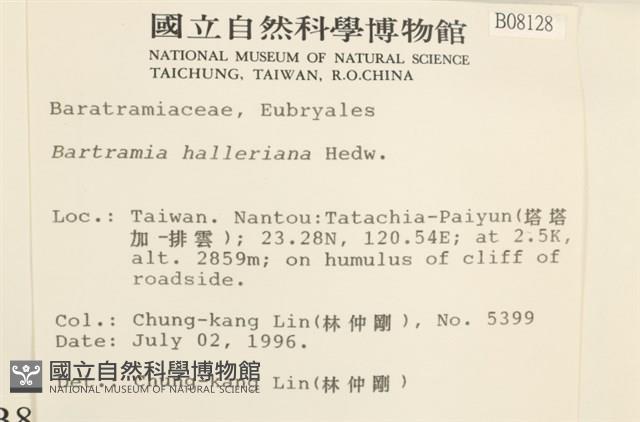 國立自然科學博物館
B08128
NATIONAL MUSEUM OF NATURAL SCIENCE
TAICHUNG, TAIWAN, R.O.CHINA
Baratramiaceae, Eubryales
Bartramia halleriana Hedw.
Loc.: Taiwan. Nantou:Tatachia-Paiyun(塔塔
加-排雲); 23.28N, 120.54E; at 2.5K,
alt. 2859m; on humulus of cliff of
roadside.
Col.: Chung-kang Lin(林仲剛), No. 5399
Date: July 02, 1996.
國立自然科學博物館
NATIONAL MUSEUM OF NATURAL SCIENCE
Det.: Chung-kang Lin(林仲剛)